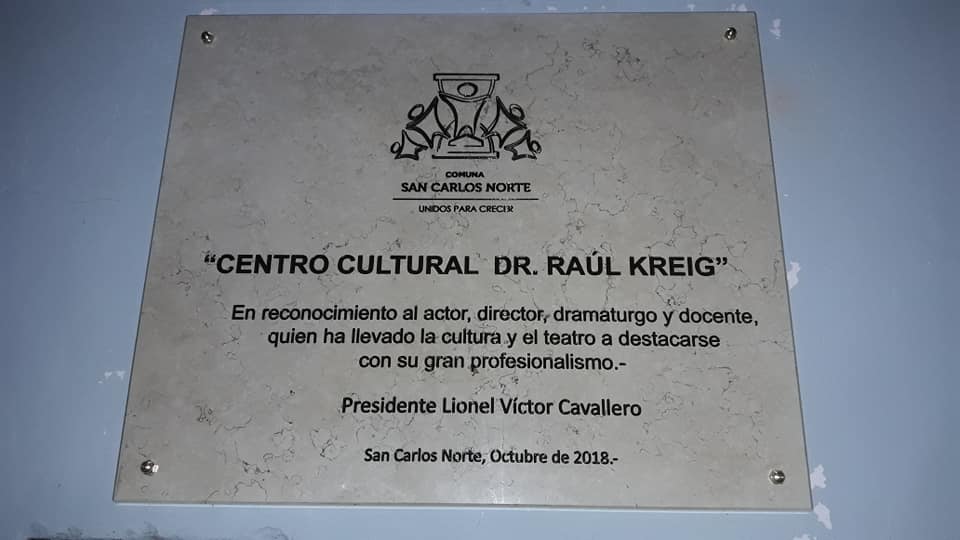 COMUNA
SAN CARLOS NORTE
UNIDOS PARA CRECER
“CENTRO CULTURAL DR. RAÚL KREIG”
En reconocimiento al actor, director, dramaturgo y docente,
quien ha llevado la cultura y el teatro a destacarse
con su gran profesionalismo.-
Presidente Lionel Víctor Cavallero
San Carlos Norte, Octubre de 2018.-